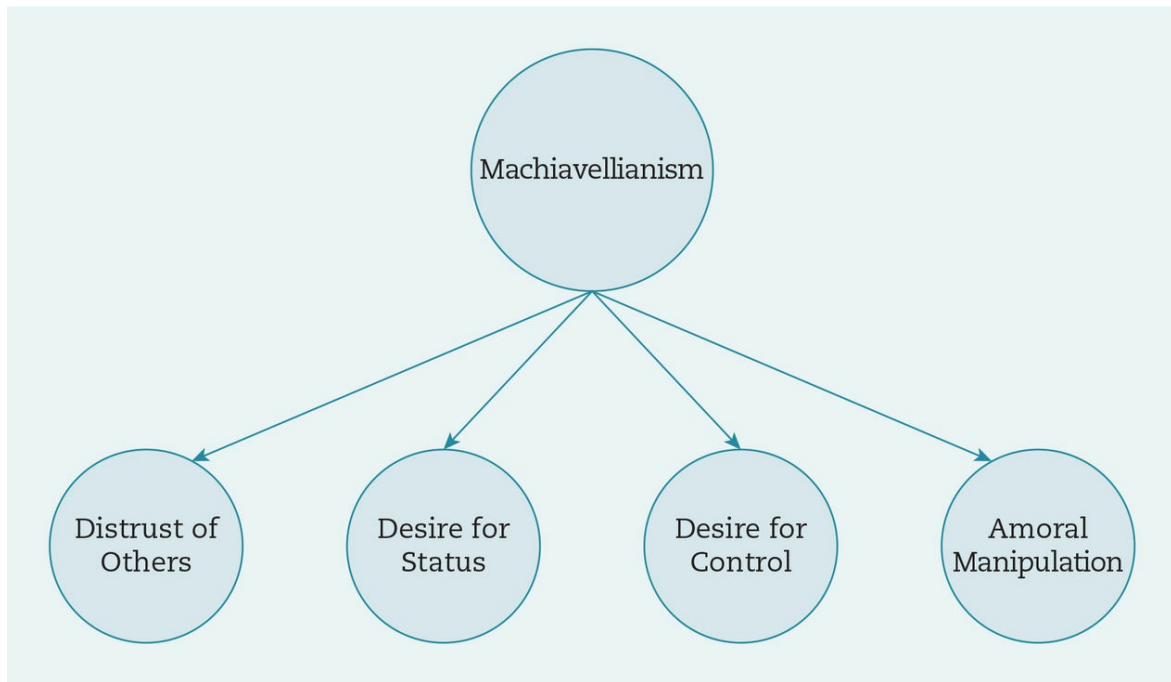 Machiavellianism
Distrust of
Others
Desire for
Status
Desire for
Control
Amoral
Manipulation